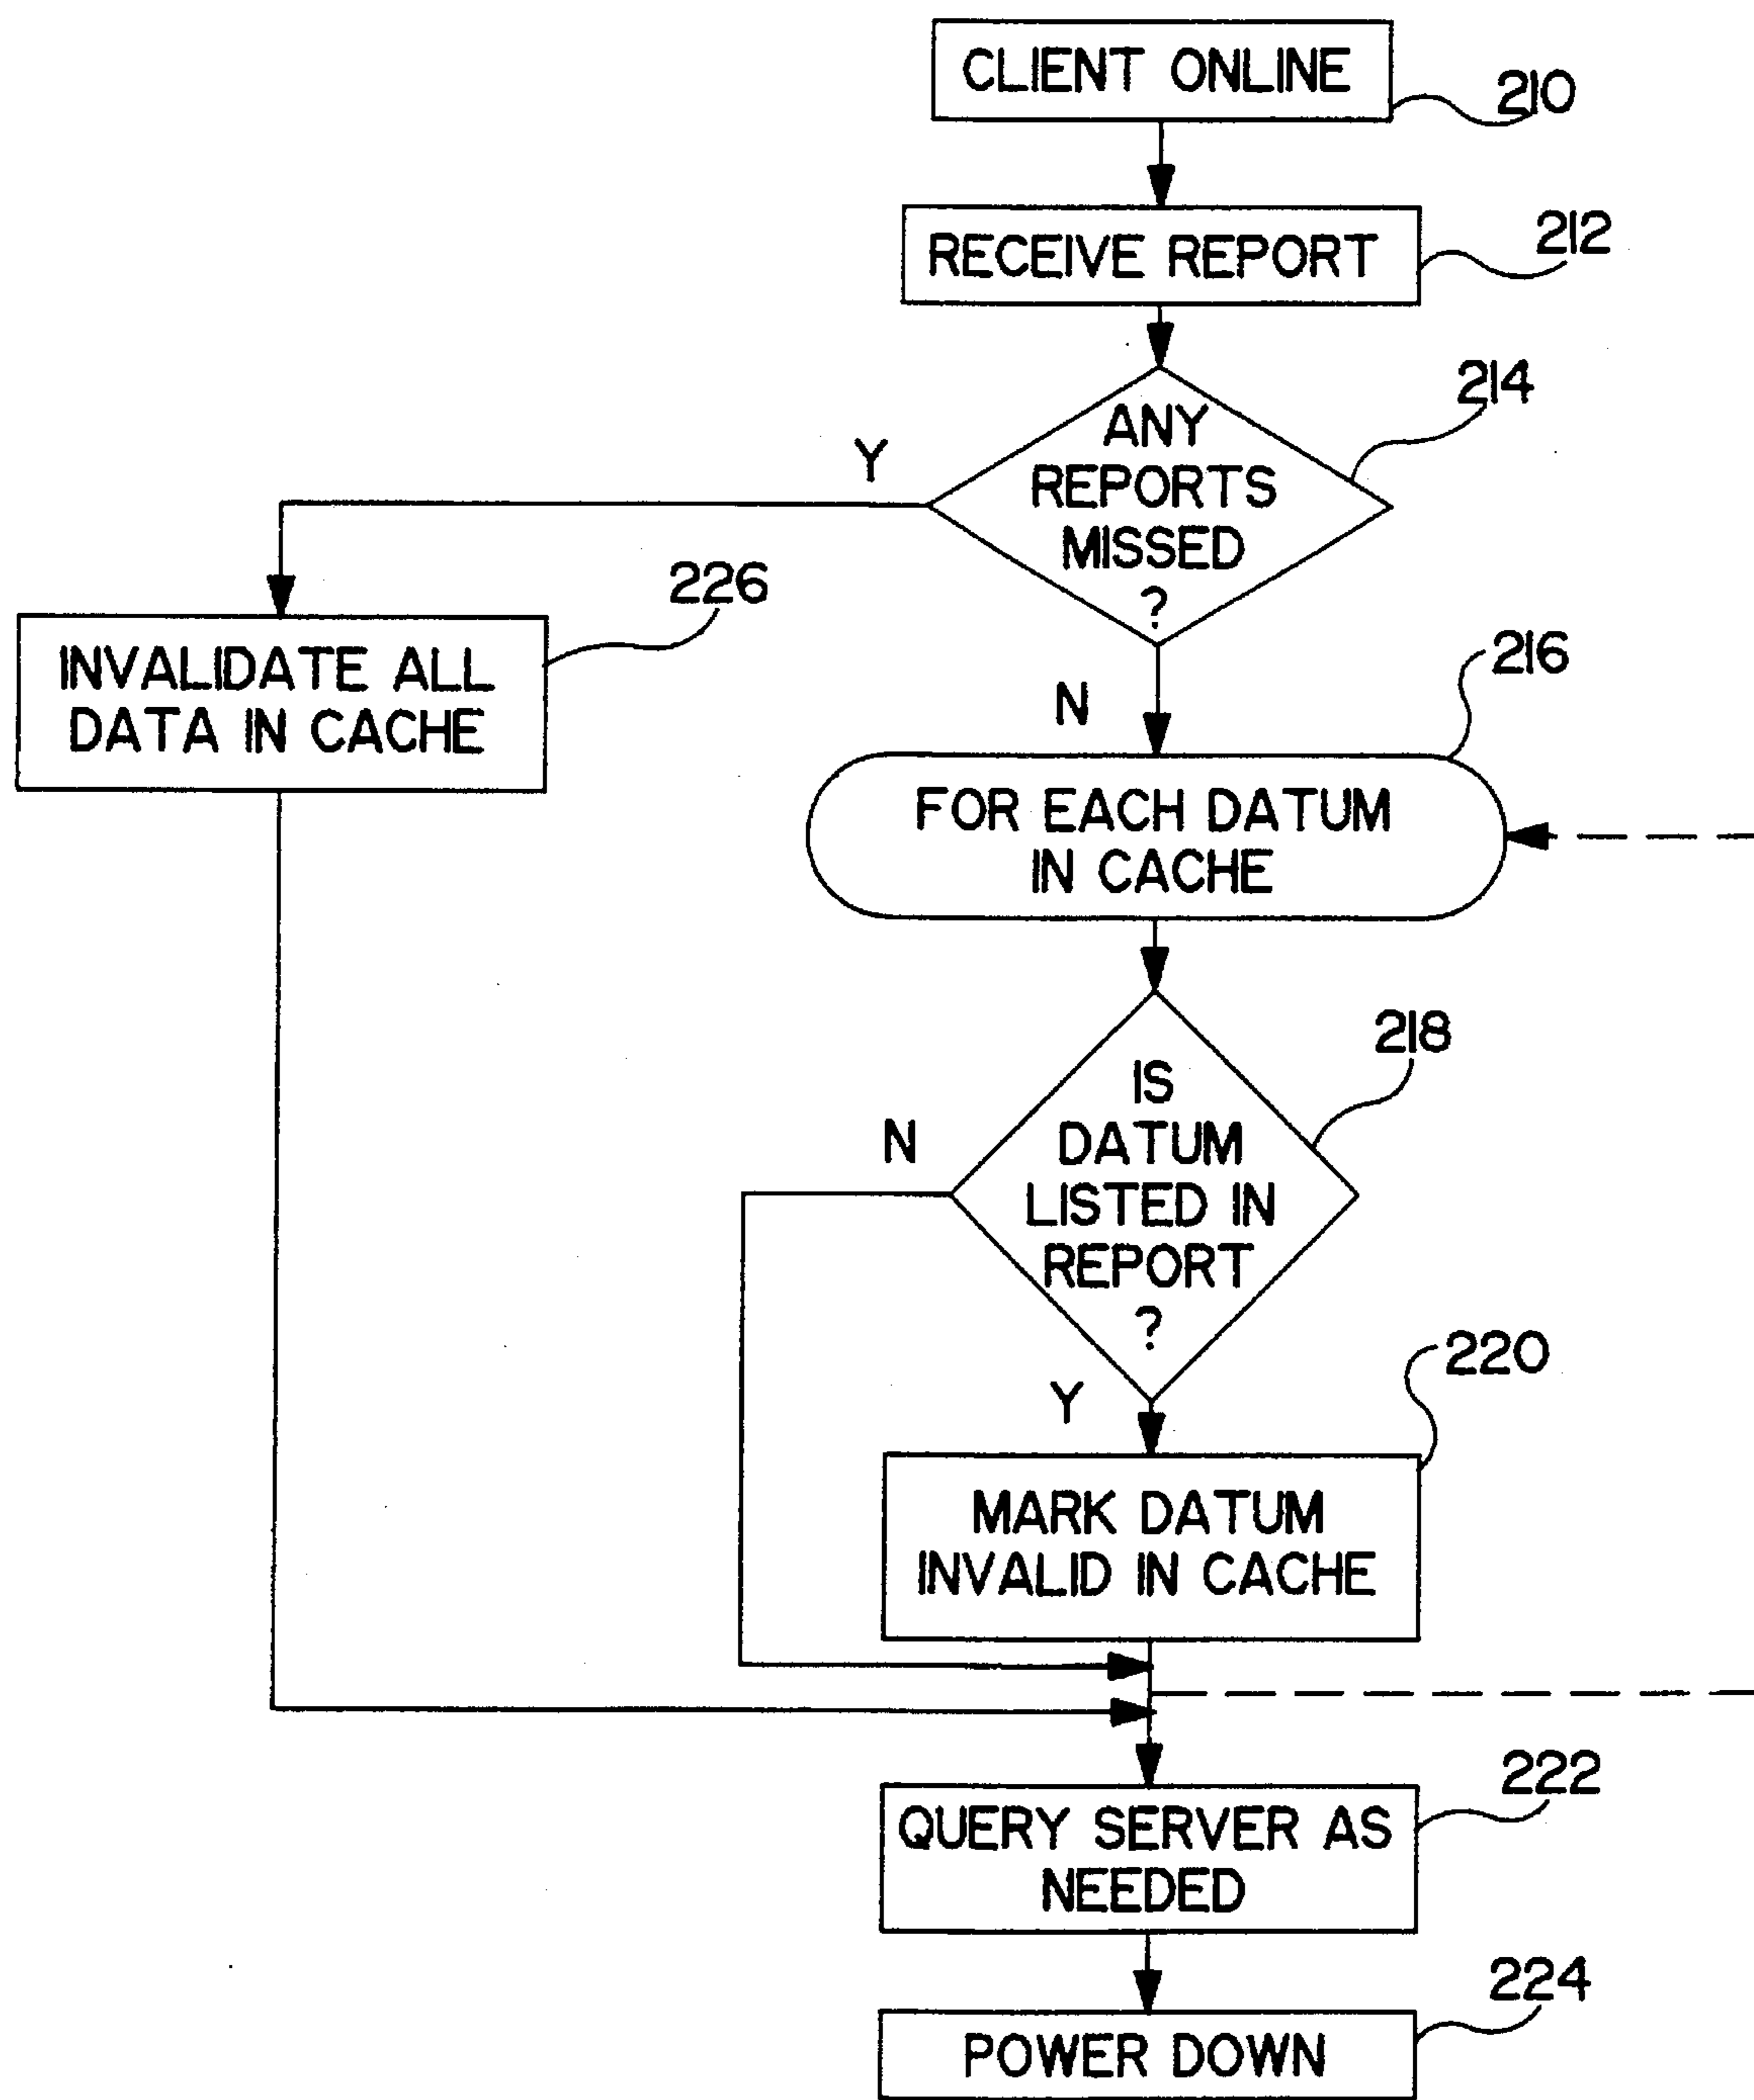 CLIENT ONLINE
210
RECEIVE REPORT
212
ANY
REPORTS
MISSED
?
214
Y
N
226
INVALIDATE ALL
DATA IN CACHE
216
FOR EACH DATUM
IN CACHE
218
IS
DATUM
LISTED IN
REPORT
?
N
Y
220
MARK DATUM
INVALID IN CACHE
222
QUERY SERVER AS
NEEDED
224
POWER DOWN